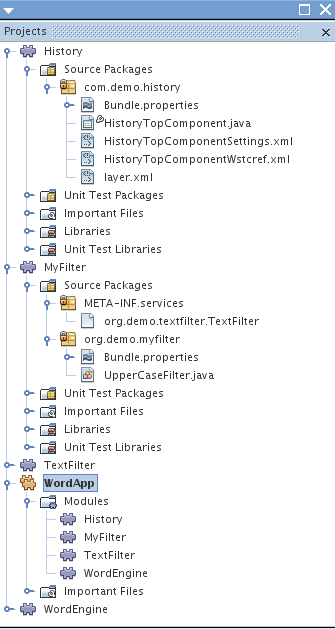 Projects
History
Source Packages
com.demo.history
Bundle.properties
HistoryTopComponent.java
HistoryTopComponentSettings.xml
HistoryTopComponentWstcref.xml
layer.xml
Unit Test Packages
Important Files
Libraries
Unit Test Libraries
MyFilter
Source Packages
META-INF.services
org.demo.textfilter.TextFilter
org.demo.myfilter
Bundle.properties
UpperCaseFilter.java
Unit Test Packages
Important Files
Libraries
Unit Test Libraries
TextFilter
WordApp
Modules
History
MyFilter
TextFilter
WordEngine
Important Files
WordEngine